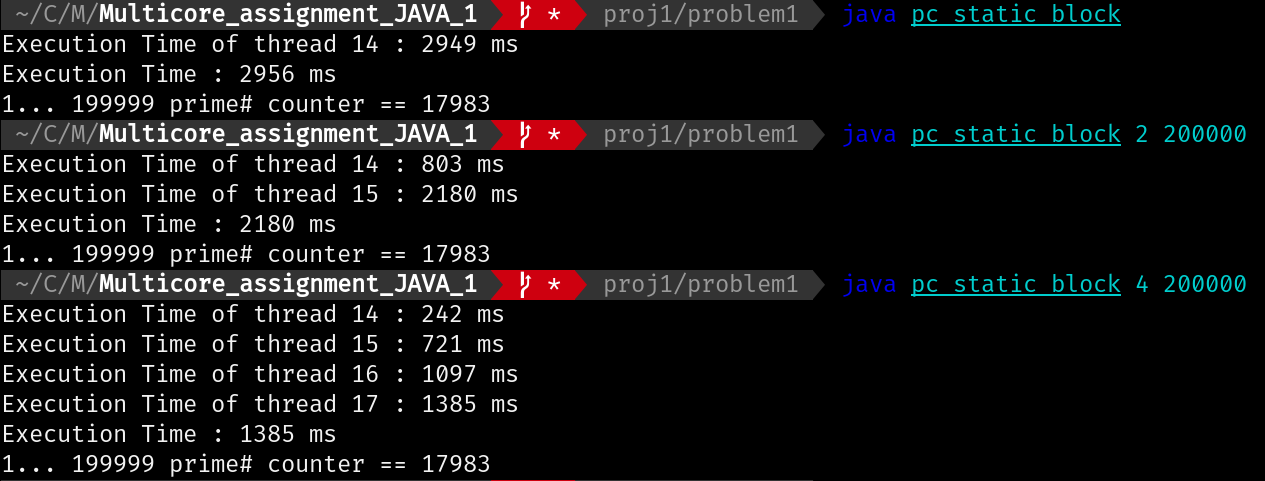 ~/C/M/Multicore_assignment_JAVA_1 * proj1/problem1 java pc_static_block
Execution Time of thread 14 : 2949 ms
Execution Time : 2956 ms
1... 199999 prime# counter == 17983
~/C/M/Multicore_assignment_JAVA_1 * proj1/problem1 java pc_static_block 2 200000
Execution Time of thread 14 : 803 ms
Execution Time of thread 15 : 2180 ms
Execution Time : 2180 ms
1... 199999 prime# counter == 17983
~/C/M/Multicore_assignment_JAVA_1 * proj1/problem1 java pc_static_block 4 200000
Execution Time of thread 14 : 242 ms
Execution Time of thread 15 : 721 ms
Execution Time of thread 16 : 1097 ms
Execution Time of thread 17 : 1385 ms
Execution Time : 1385 ms
1... 199999 prime# counter == 17983